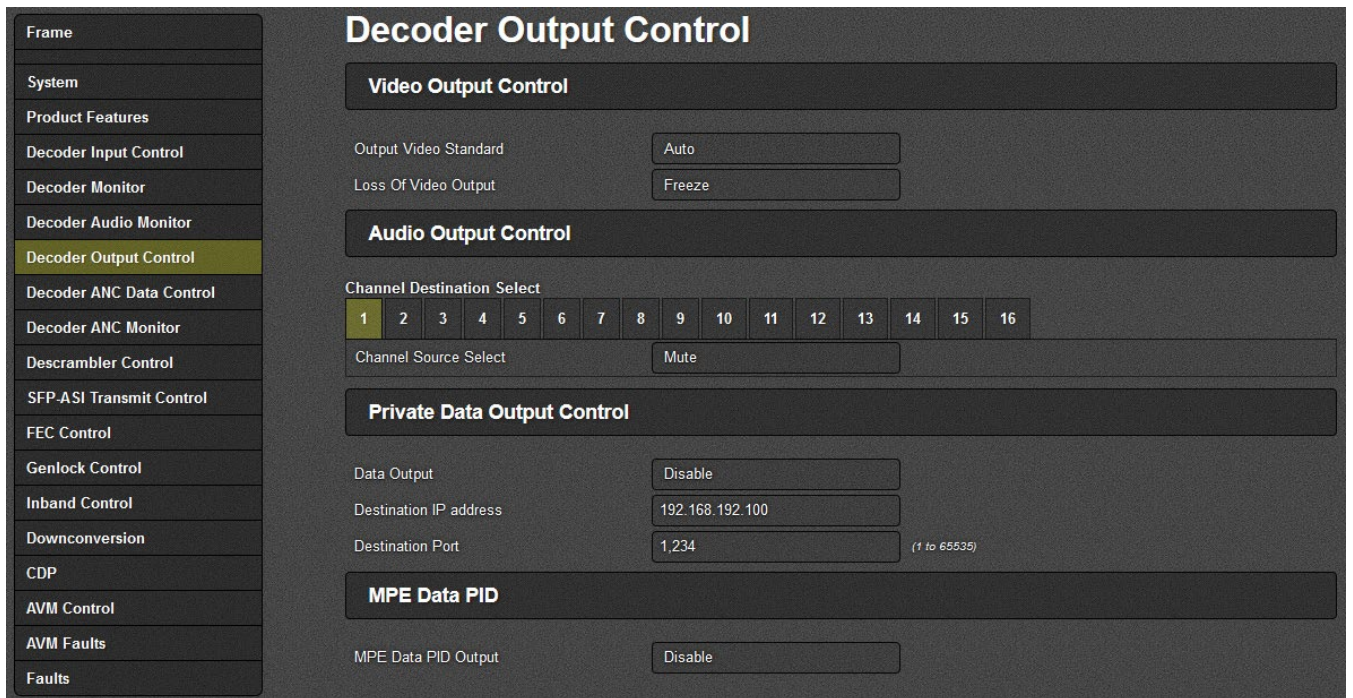 Frame
System
Product Features
Decoder Input Control
Decoder Monitor
Decoder Audio Monitor
Decoder Output Control
Decoder ANC Data Control
Decoder ANC Monitor
Descrambler Control
SFP-ASI Transmit Control
FEC Control
Genlock Control
Inband Control
Downconversion
CDP
AVM Control
AVM Faults
Faults
Decoder Output Control
Video Output Control
Output Video Standard Auto
Loss Of Video Output Freeze
Audio Output Control
Channel Destination Select
1 2 3 4 5 6 7 8 9 10 11 12 13 14 15 16
Channel Source Select Mute
Private Data Output Control
Data Output Disable
Destination IP address 192.168.192.100
Destination Port 1,234 (1 to 65535)
MPE Data PID
MPE Data PID Output Disable